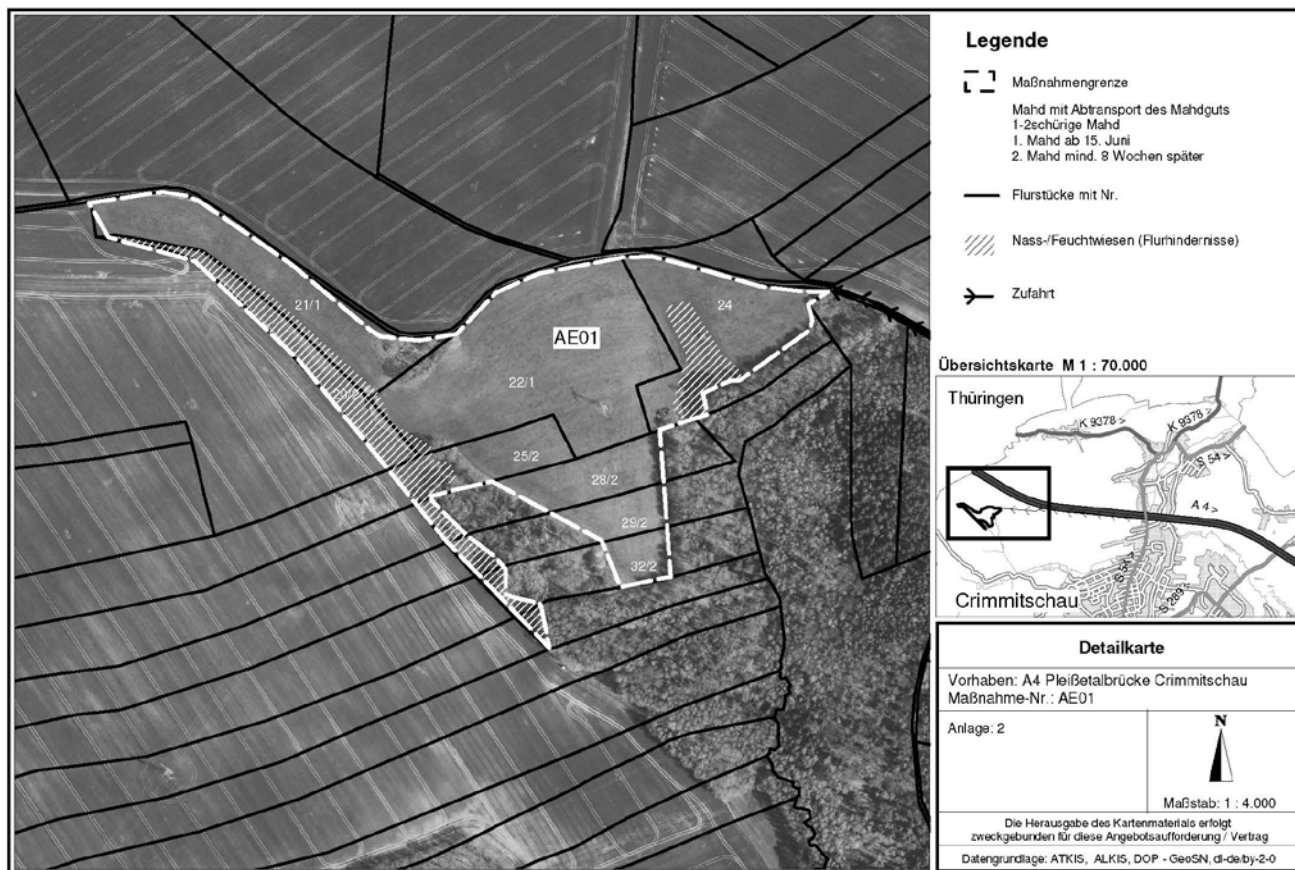 Legende
Maßnahmengrenze
Mahd mit Abtransport des Mahdguts
1-2schürige Mahd
1. Mahd ab 15. Juni
2. Mahd mind. 8 Wochen später
Flurstücke mit Nr.
Nass-/Feuchtwiesen (Flurhindernisse)
Zufahrt
21/1
24
AE01
22/1
25/2
28/2
29/2
32/2
Übersichtskarte M 1 : 70.000
Thüringen
K 9378 >
K 9378 >
S 54 >
A 4 >
S 289 >
Crimmitschau
Detailkarte
Vorhaben: A4 Pleißetalbrücke Crimmitschau
Maßnahme-Nr.: AE01
Anlage: 2
N
Maßstab: 1 : 4.000
Die Herausgabe des Kartenmaterials erfolgt
zweckgebunden für diese Angebotsaufforderung / Vertrag
Datengrundlage: ATKIS, ALKIS, DOP - GeoSN, dl-de/by-2-0